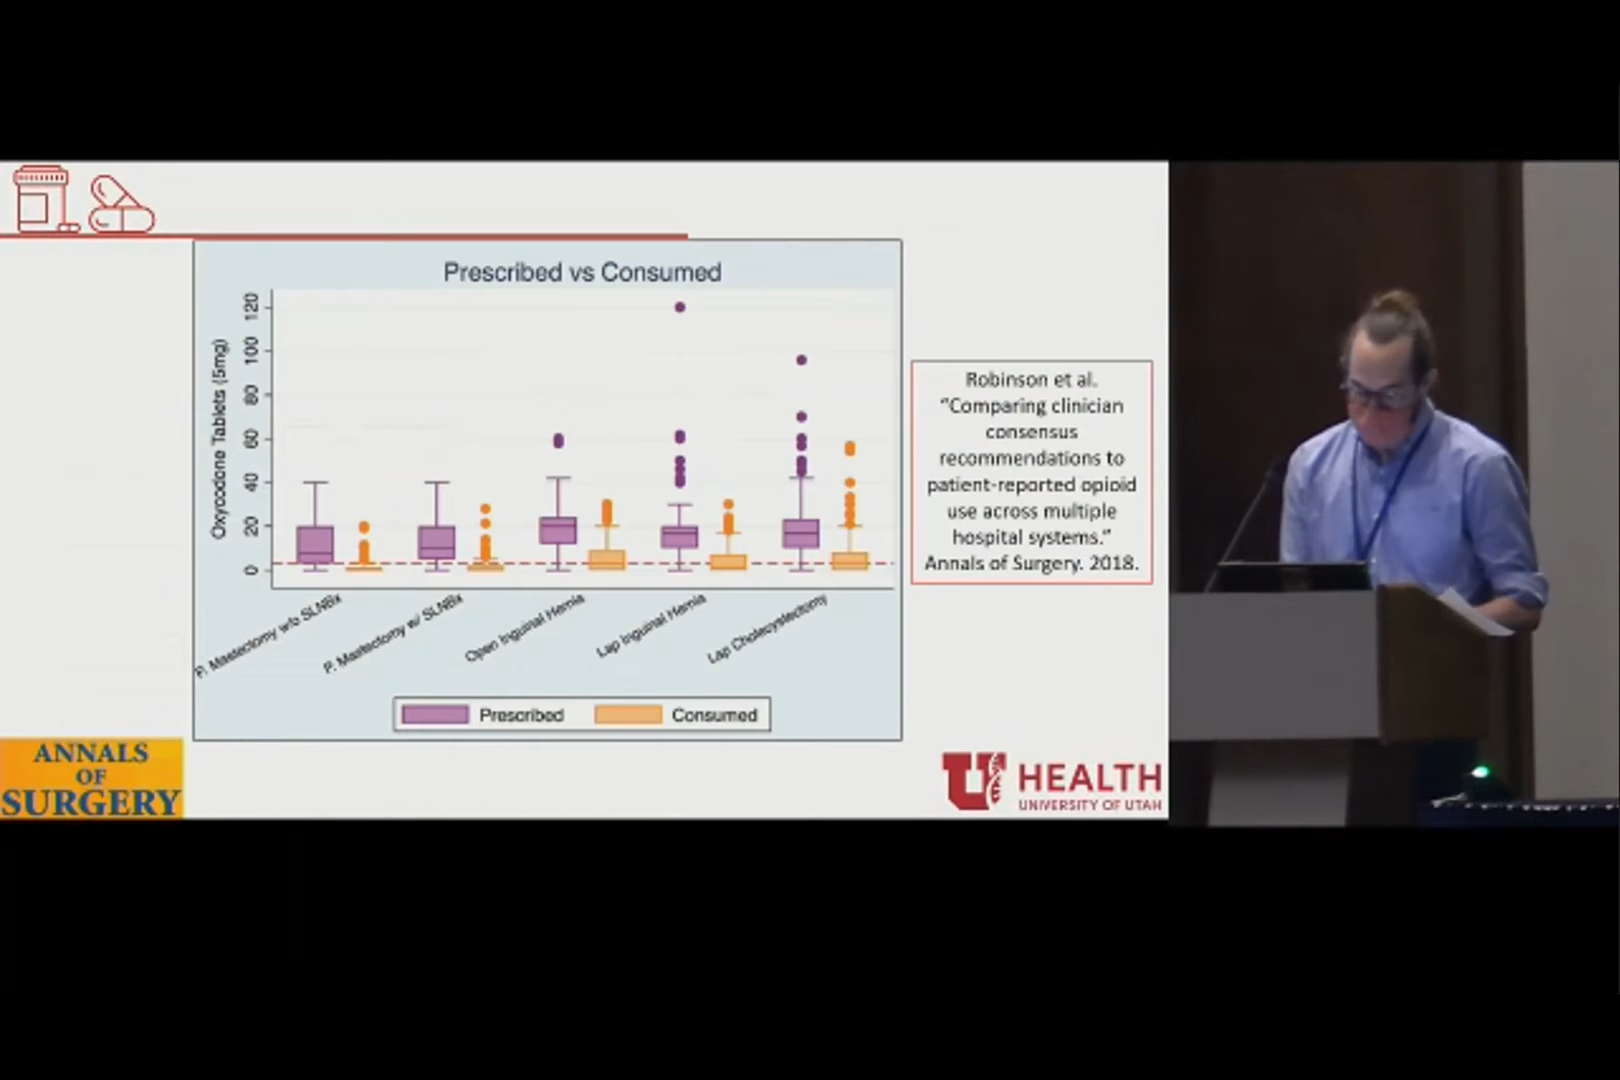 Prescribed vs Consumed
Oxycodone Tablets (5mg)
120
100
80
60
40
20
0
P. Mastectomy w/o SLNBx
P. Mastectomy w/ SLNBx
Open Inguinal Hernia
Lap Inguinal Hernia
Lap Cholecystectomy
Prescribed
Consumed
Robinson et al.
“Comparing clinician
consensus
recommendations to
patient-reported opioid
use across multiple
hospital systems.”
Annals of Surgery. 2018.
ANNALS
OF
SURGERY
U HEALTH
UNIVERSITY OF UTAH